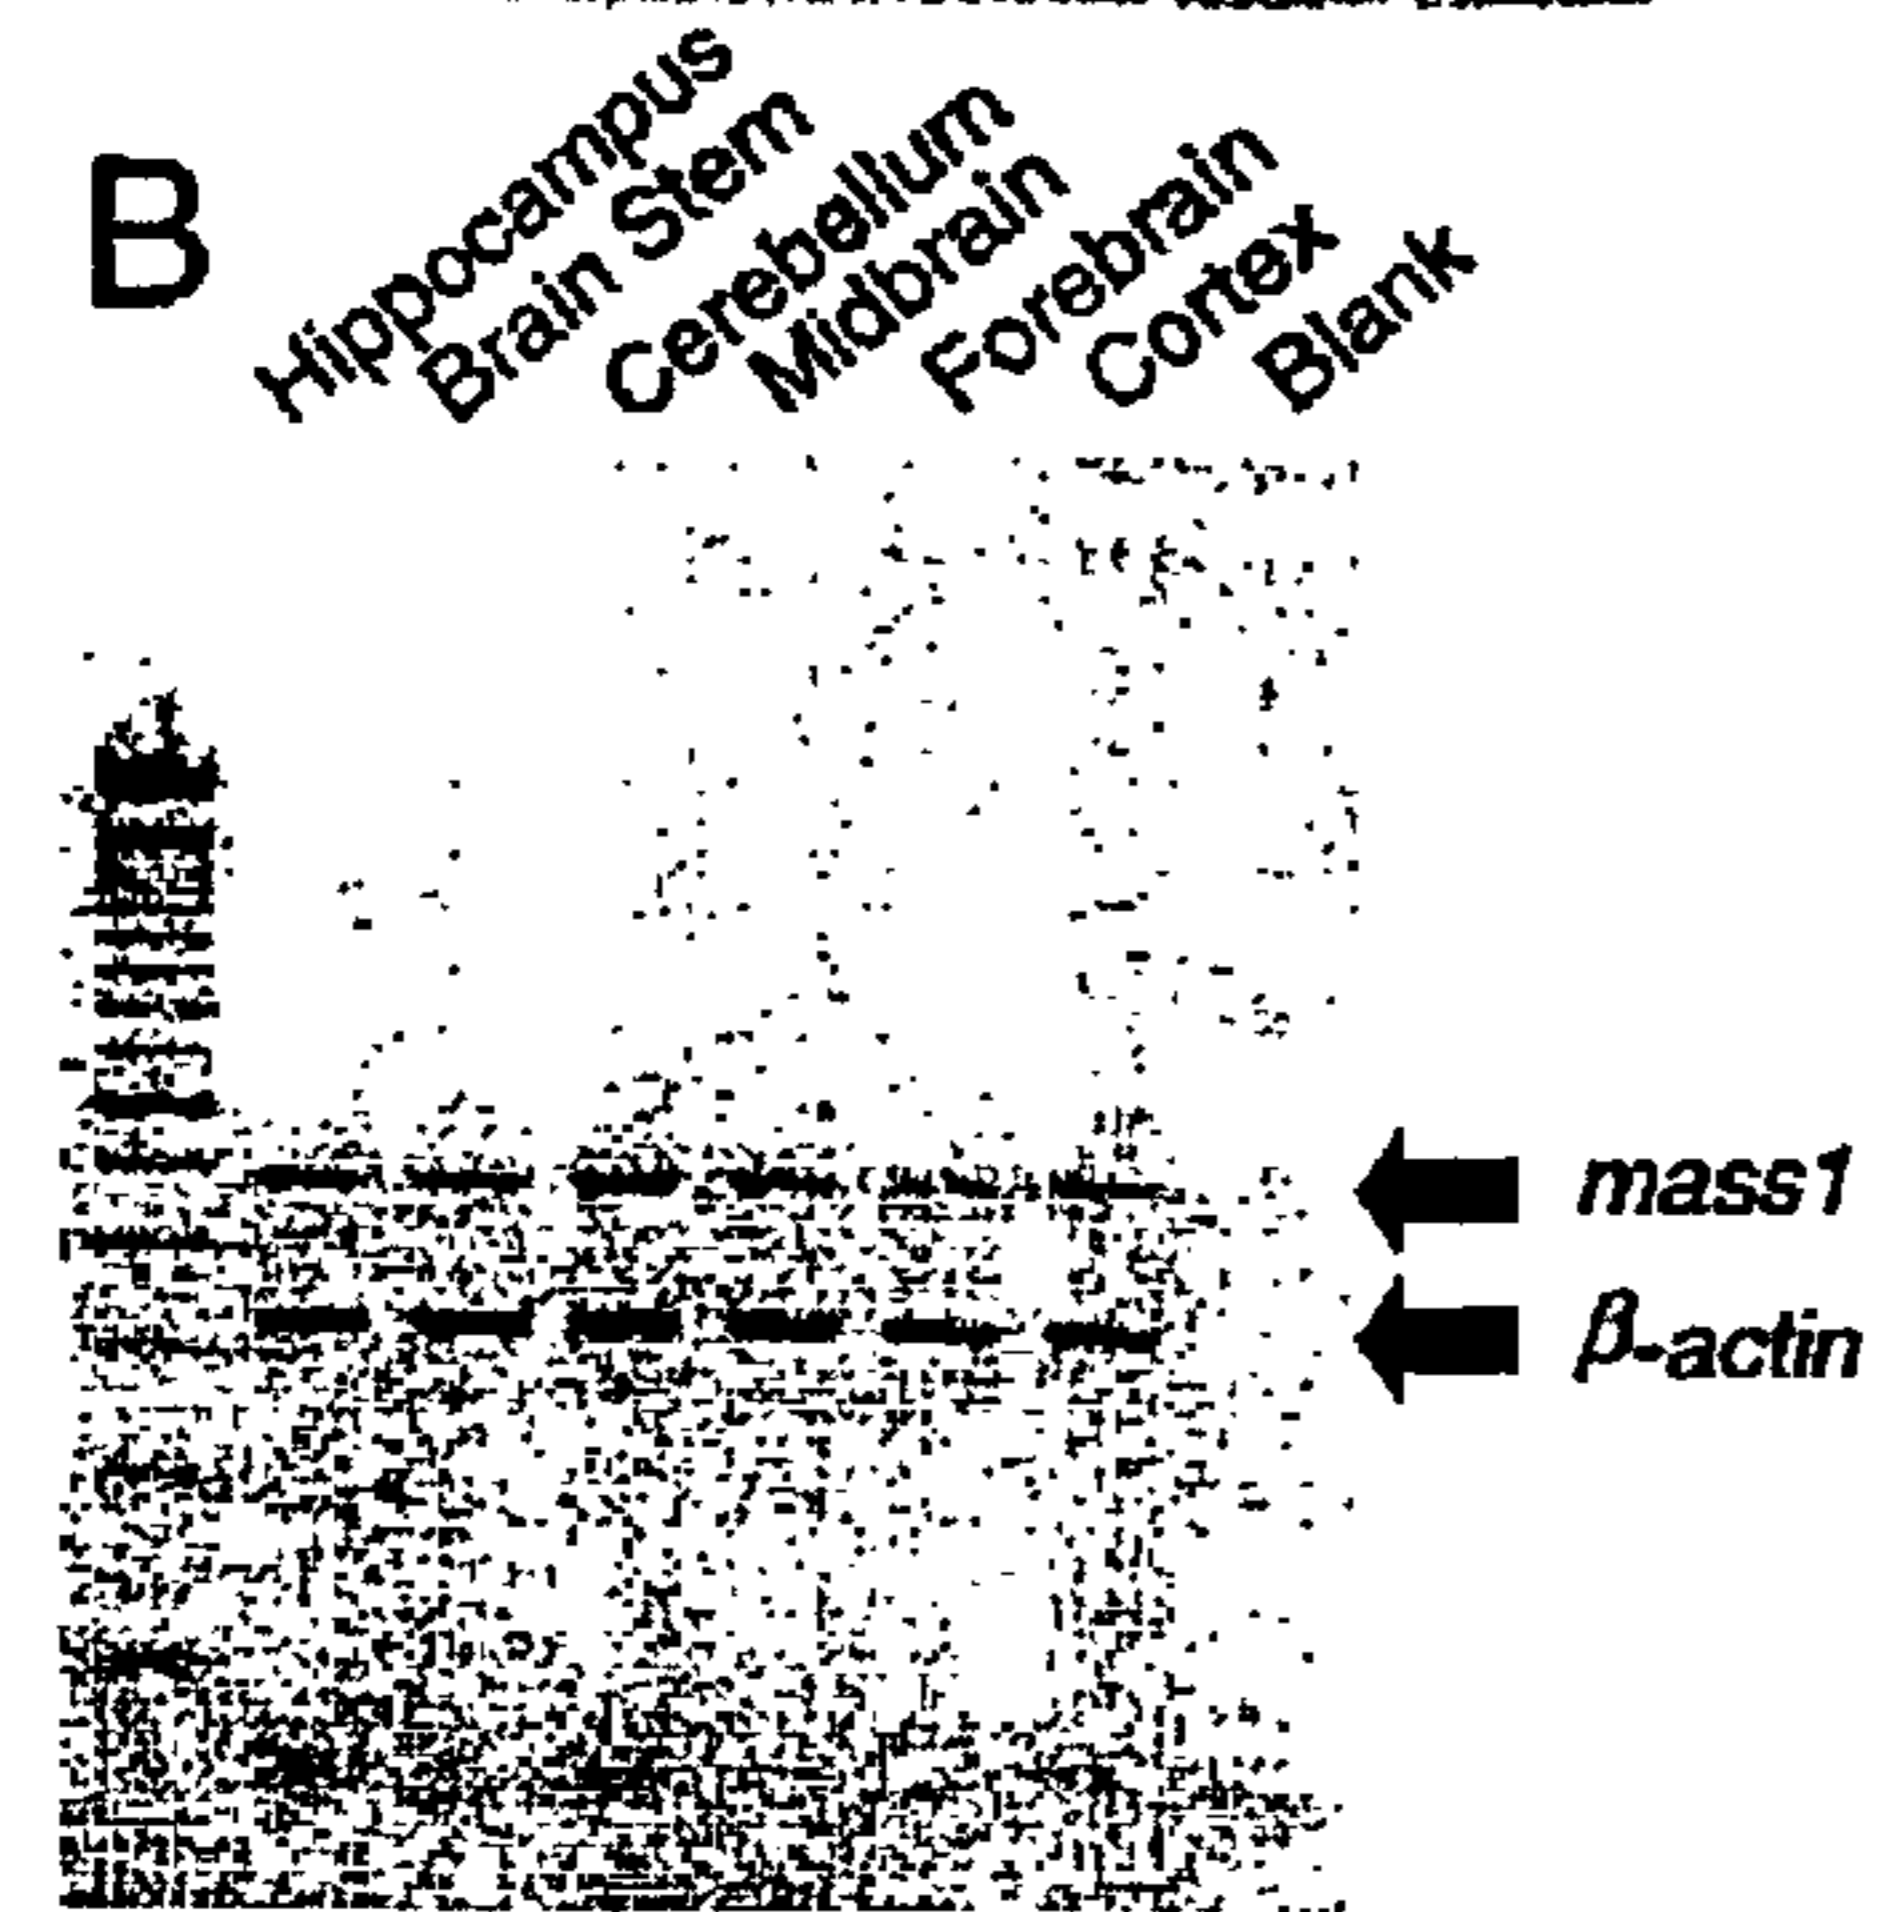 B
Hippocampus
Brain Stem
Cerebellum
Midbrain
Forebrain
Cortex
Blank
mass1
β-actin